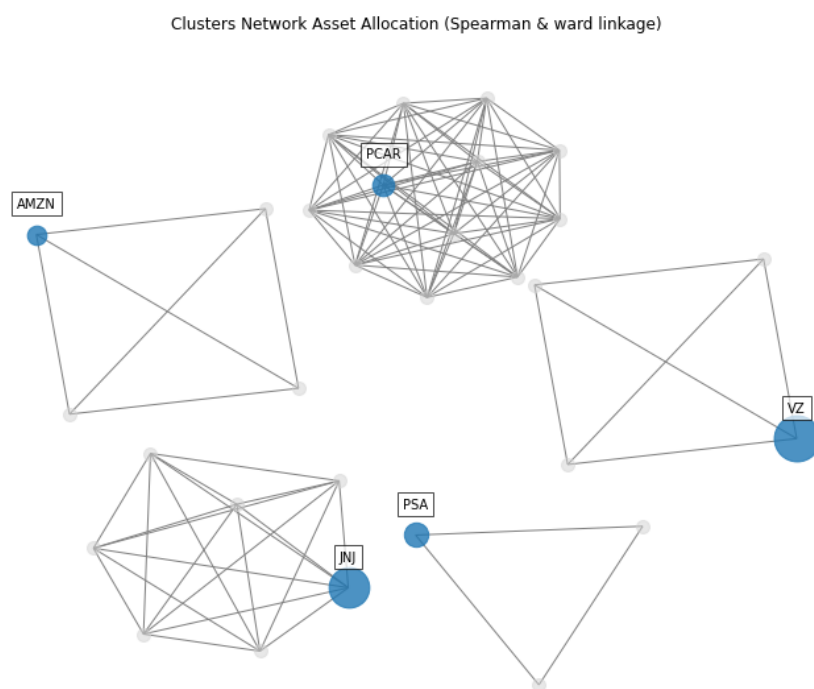 Clusters Network Asset Allocation (Spearman & ward linkage)
PCAR
AMZN
VZ
PSA
JNJ